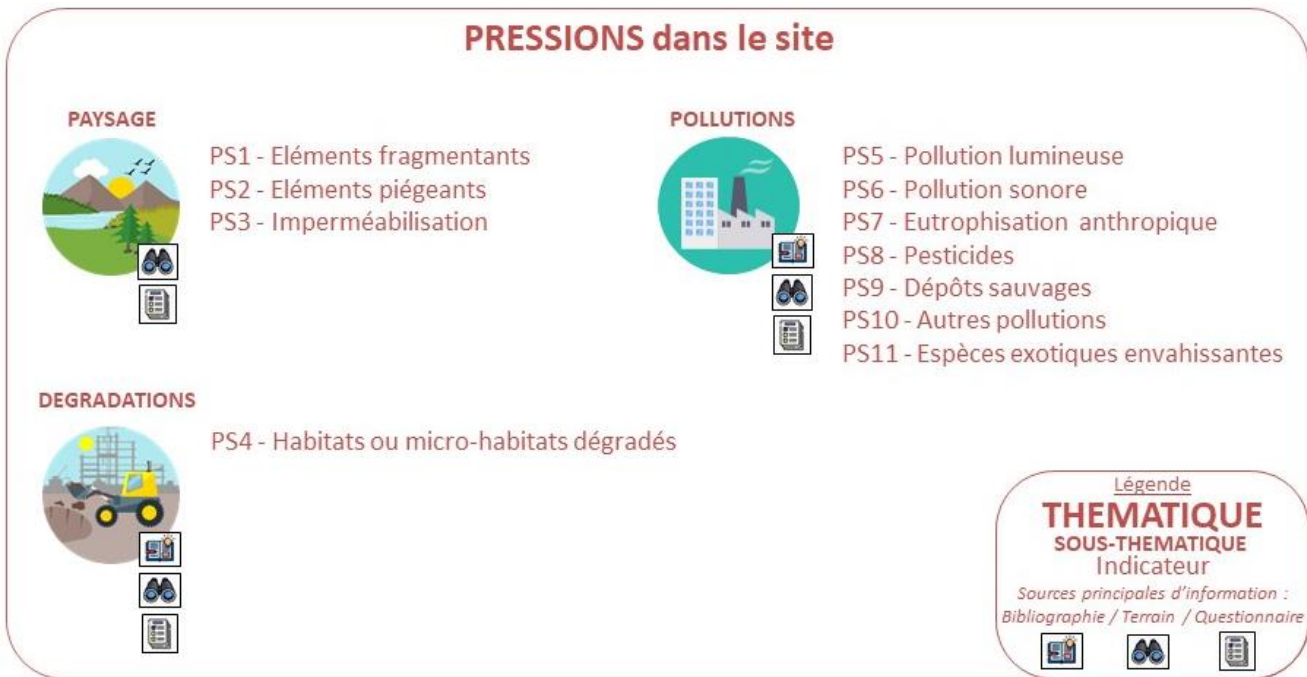 PRESSIONS dans le site
PAYSAGE
PS1 - Eléments fragmentants
PS2 - Eléments piégeants
PS3 - Imperméabilisation
POLLUTIONS
PS5 - Pollution lumineuse
PS6 - Pollution sonore
PS7 - Eutrophisation anthropique
PS8 - Pesticides
PS9 - Dépôts sauvages
PS10 - Autres pollutions
PS11 - Espèces exotiques envahissantes
DEGRADATIONS
PS4 - Habitats ou micro-habitats dégradés
Légende
THEMATIQUE
SOUS-THEMATIQUE
Indicateur
Sources principales d'information :
Bibliographie / Terrain / Questionnaire